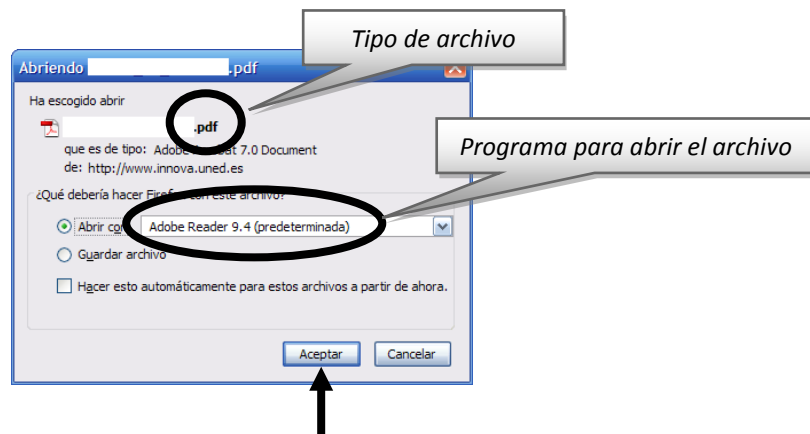 Tipo de archivo
Abriendo .pdf
Ha escogido abrir
.pdf
que es de tipo: Adobe Acrobat 7.0 Document
de: http://www.innova.uned.es
Programa para abrir el archivo
¿Qué debería hacer Firefox con este archivo?
Abrir con Adobe Reader 9.4 (predeterminada)
Guardar archivo
Hacer esto automáticamente para estos archivos a partir de ahora.
Aceptar Cancelar